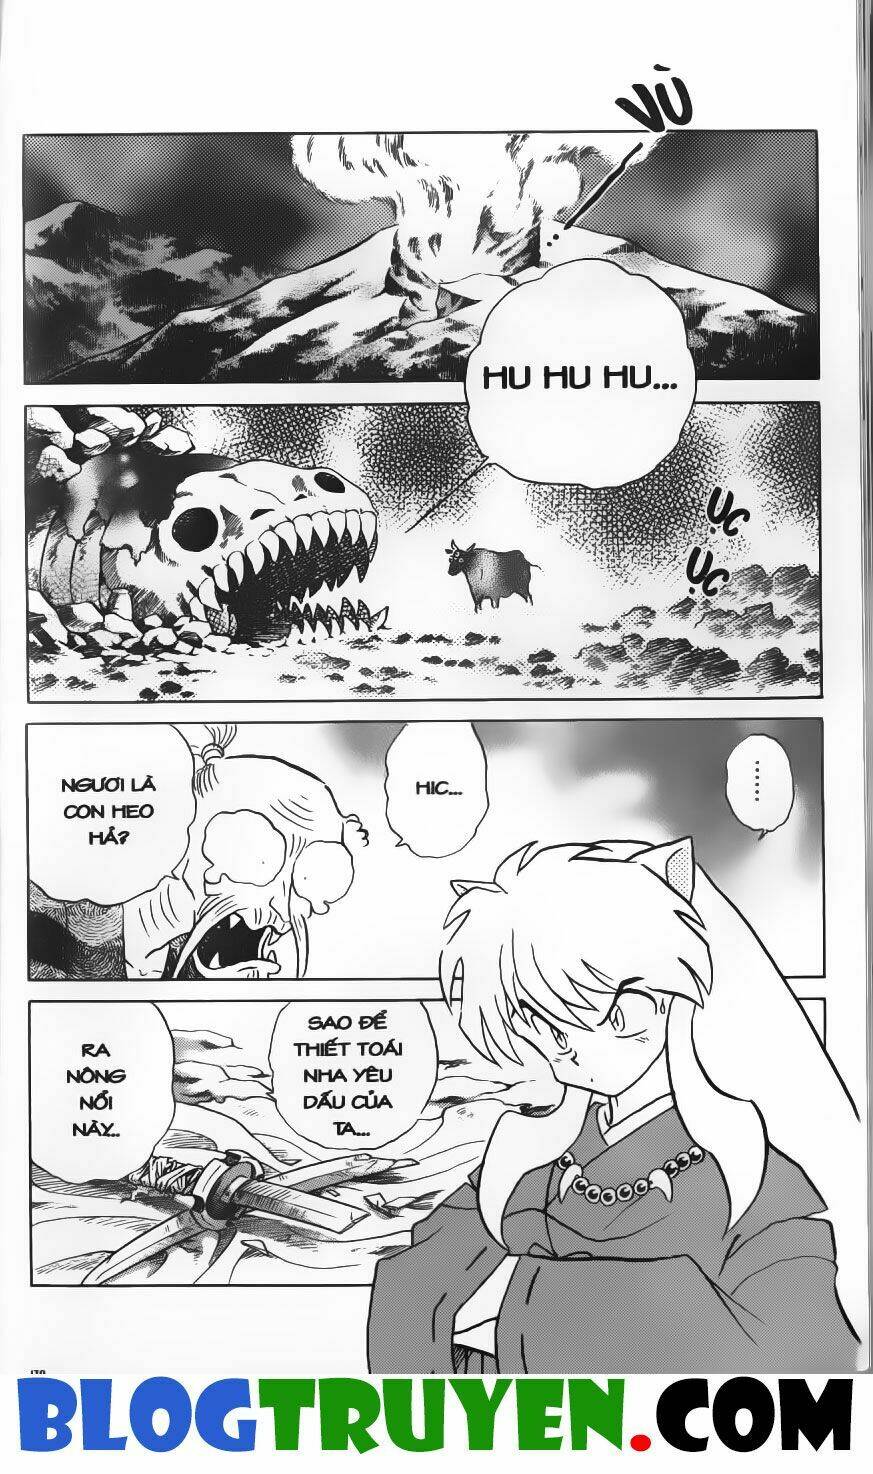 VÙ
HU HU HU...
ỤC
ỤC
NGƯƠI LÀ
CON HEO
HẢ?
HIC...
......
SAO ĐỂ
THIẾT TOÁI
NHA YÊU
DẤU CỦA
TA...
RA
NÔNG
NỔI
NÀY...
BLOGTRUYEN.COM